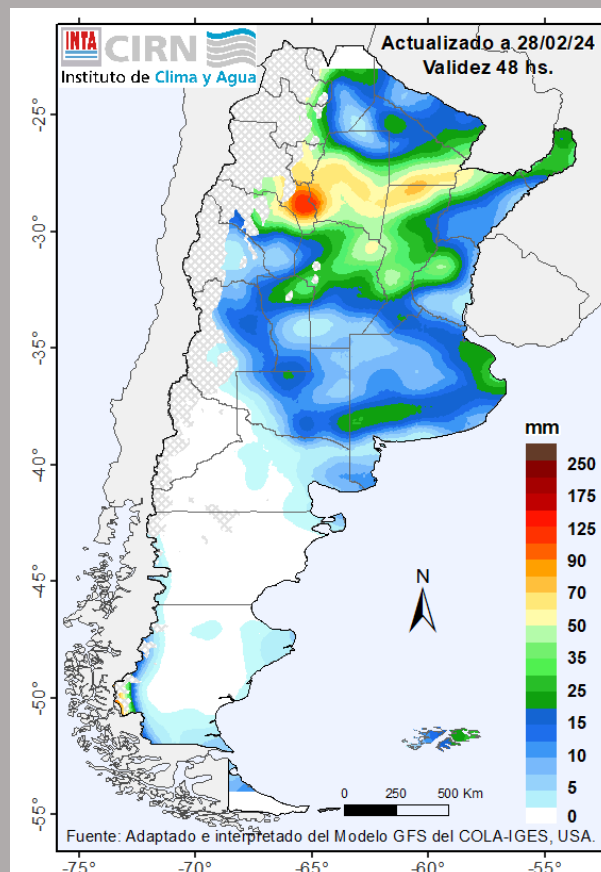 INTA CIRN
Instituto de Clima y Agua
Actualizado a 28/02/24
Validez 48 hs.
-25°
-30°
-35°
-40°
-45°
-50°
-55°
mm
250
175
125
90
70
50
35
25
15
10
5
0
N
0 250 500 Km
Fuente: Adaptado e interpretado del Modelo GFS del COLA-IGES, USA.
-75° -70° -65° -60° -55°